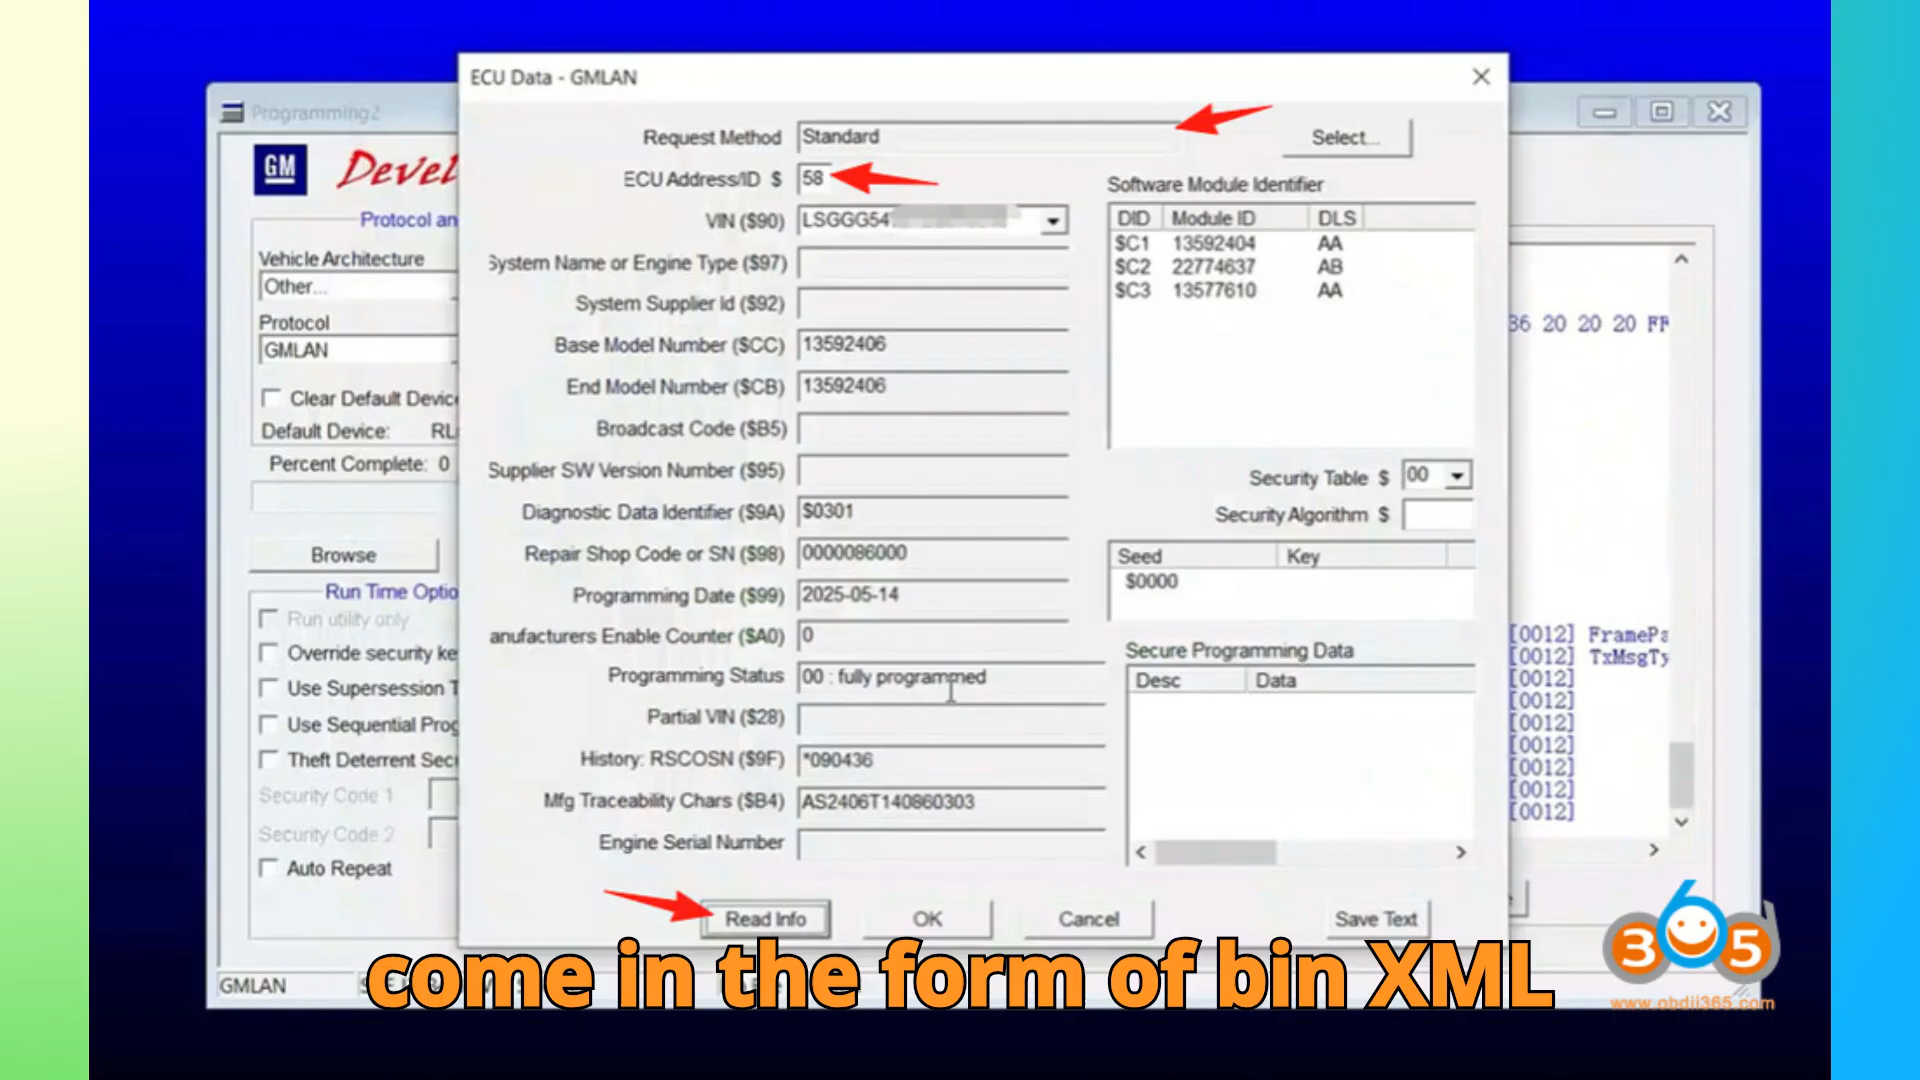 ECU Data - GMLAN
Programming2
GM
Devel
Protocol an
Vehicle Architecture
Other...
Protocol
GMLAN
Clear Default Device
Default Device: RL
Percent Complete: 0
Browse
Run Time Optio
Run utility only
Override security ke
Use Supersession T
Use Sequential Prog
Theft Deterrent Sec
Security Code 1
Security Code 2
Auto Repeat
GMLAN
Request Method Standard
Select...
ECU Address/ID $ 58
VIN ($90) LSGGG54
System Name or Engine Type ($97)
System Supplier Id ($92)
Base Model Number ($CC) 13592406
End Model Number ($CB) 13592406
Broadcast Code ($B5)
Supplier SW Version Number ($95)
Diagnostic Data Identifier ($9A) $0301
Repair Shop Code or SN ($98) 0000086000
Programming Date ($99) 2025-05-14
anufacturers Enable Counter ($A0) 0
Programming Status 00 : fully programmed
Partial VIN ($28)
History: RSCOSN ($9F) *090436
Mfg Traceability Chars ($B4) AS2406T140860303
Engine Serial Number
Software Module Identifier
DID Module ID DLS
$C1 13592404 AA
$C2 22774637 AB
$C3 13577610 AA
Security Table $ 00
Security Algorithm $
Seed Key
$0000
Secure Programming Data
Desc Data
Read Info OK Cancel Save Text
36 20 20 20 FF
[0012] FramePa
[0012] TxMsgTy
[0012]
[0012]
[0012]
[0012]
[0012]
[0012]
[0012]
come in the form of bin XML
365
www.obdii365.com